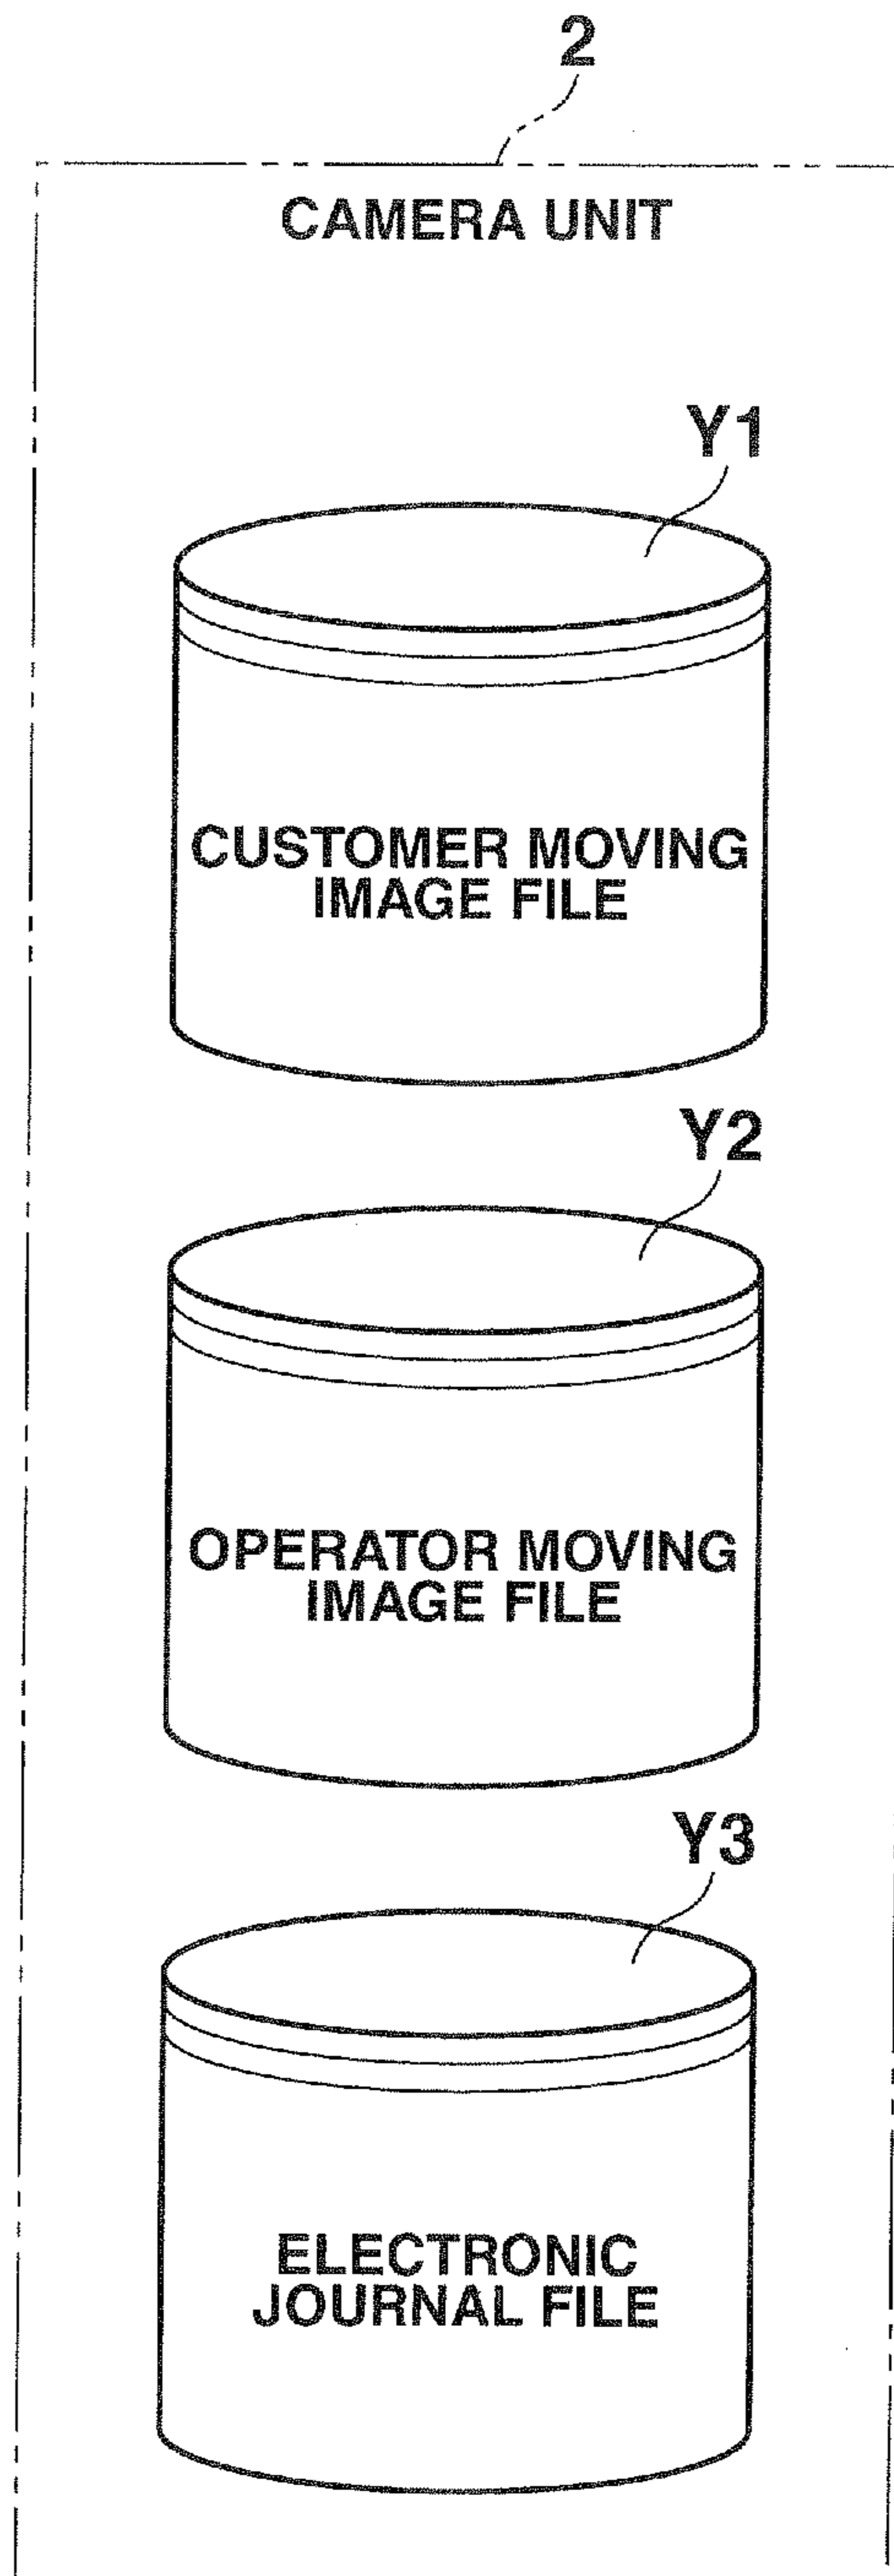 2
CAMERA UNIT
Y1
CUSTOMER MOVING
IMAGE FILE
Y2
OPERATOR MOVING
IMAGE FILE
Y3
ELECTRONIC
JOURNAL FILE